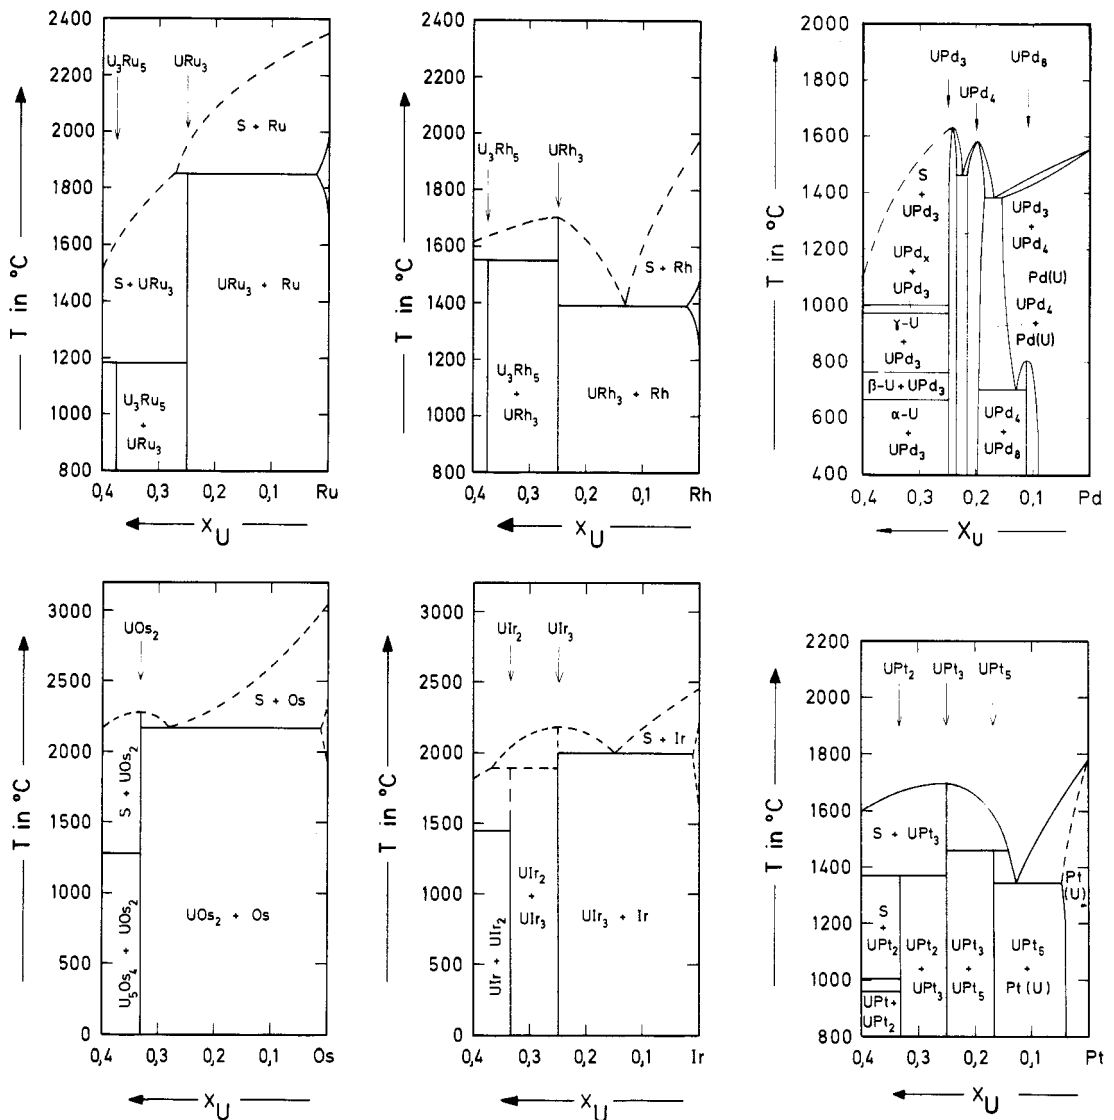 2400
2200
2000
1800
1600
1400
1200
1000
800
T in °C
U₃Ru₅
URu₃
S + Ru
S + URu₃
URu₃ + Ru
U₃Ru₅
+
URu₃
0,4
0,3
0,2
0,1
Ru
X_U
2400
2200
2000
1800
1600
1400
1200
1000
800
T in °C
U₃Rh₅
URh₃
S + Rh
U₃Rh₅
+
URh₃
URh₃ + Rh
0,4
0,3
0,2
0,1
Rh
X_U
2000
1800
1600
1400
1200
1000
800
600
400
T in °C
UPd₃
UPd₈
UPd₄
S
+
UPd₃
UPdₓ
+
UPd₃
γ-U
+
UPd₃
β-U + UPd₃
α-U
+
UPd₃
UPd₃
+
UPd₄
Pd(U)
UPd₄
+
Pd(U)
UPd₄
+
UPd₈
0,4
0,3
0,2
0,1
Pd
X_U
3000
2500
2000
1500
1000
500
0
T in °C
UOs₂
S + Os
S + UOs₂
U₅Os₄ + UOs₂
UOs₂ + Os
0,4
0,3
0,2
0,1
Os
X_U
3000
2500
2000
1500
1000
500
0
T in °C
UIr₂
UIr₃
S + Ir
UIr + UIr₂
UIr₂
+
UIr₃
UIr₃ + Ir
0,4
0,3
0,2
0,1
Ir
X_U
2200
2000
1800
1600
1400
1200
1000
800
T in °C
UPt₂
UPt₃
UPt₅
S + UPt₃
Pt
(U)
S
+
UPt₂
UPt+
UPt₂
UPt₂
+
UPt₃
UPt₃
+
UPt₅
UPt₅
+
Pt (U)
0,4
0,3
0,2
0,1
Pt
X_U